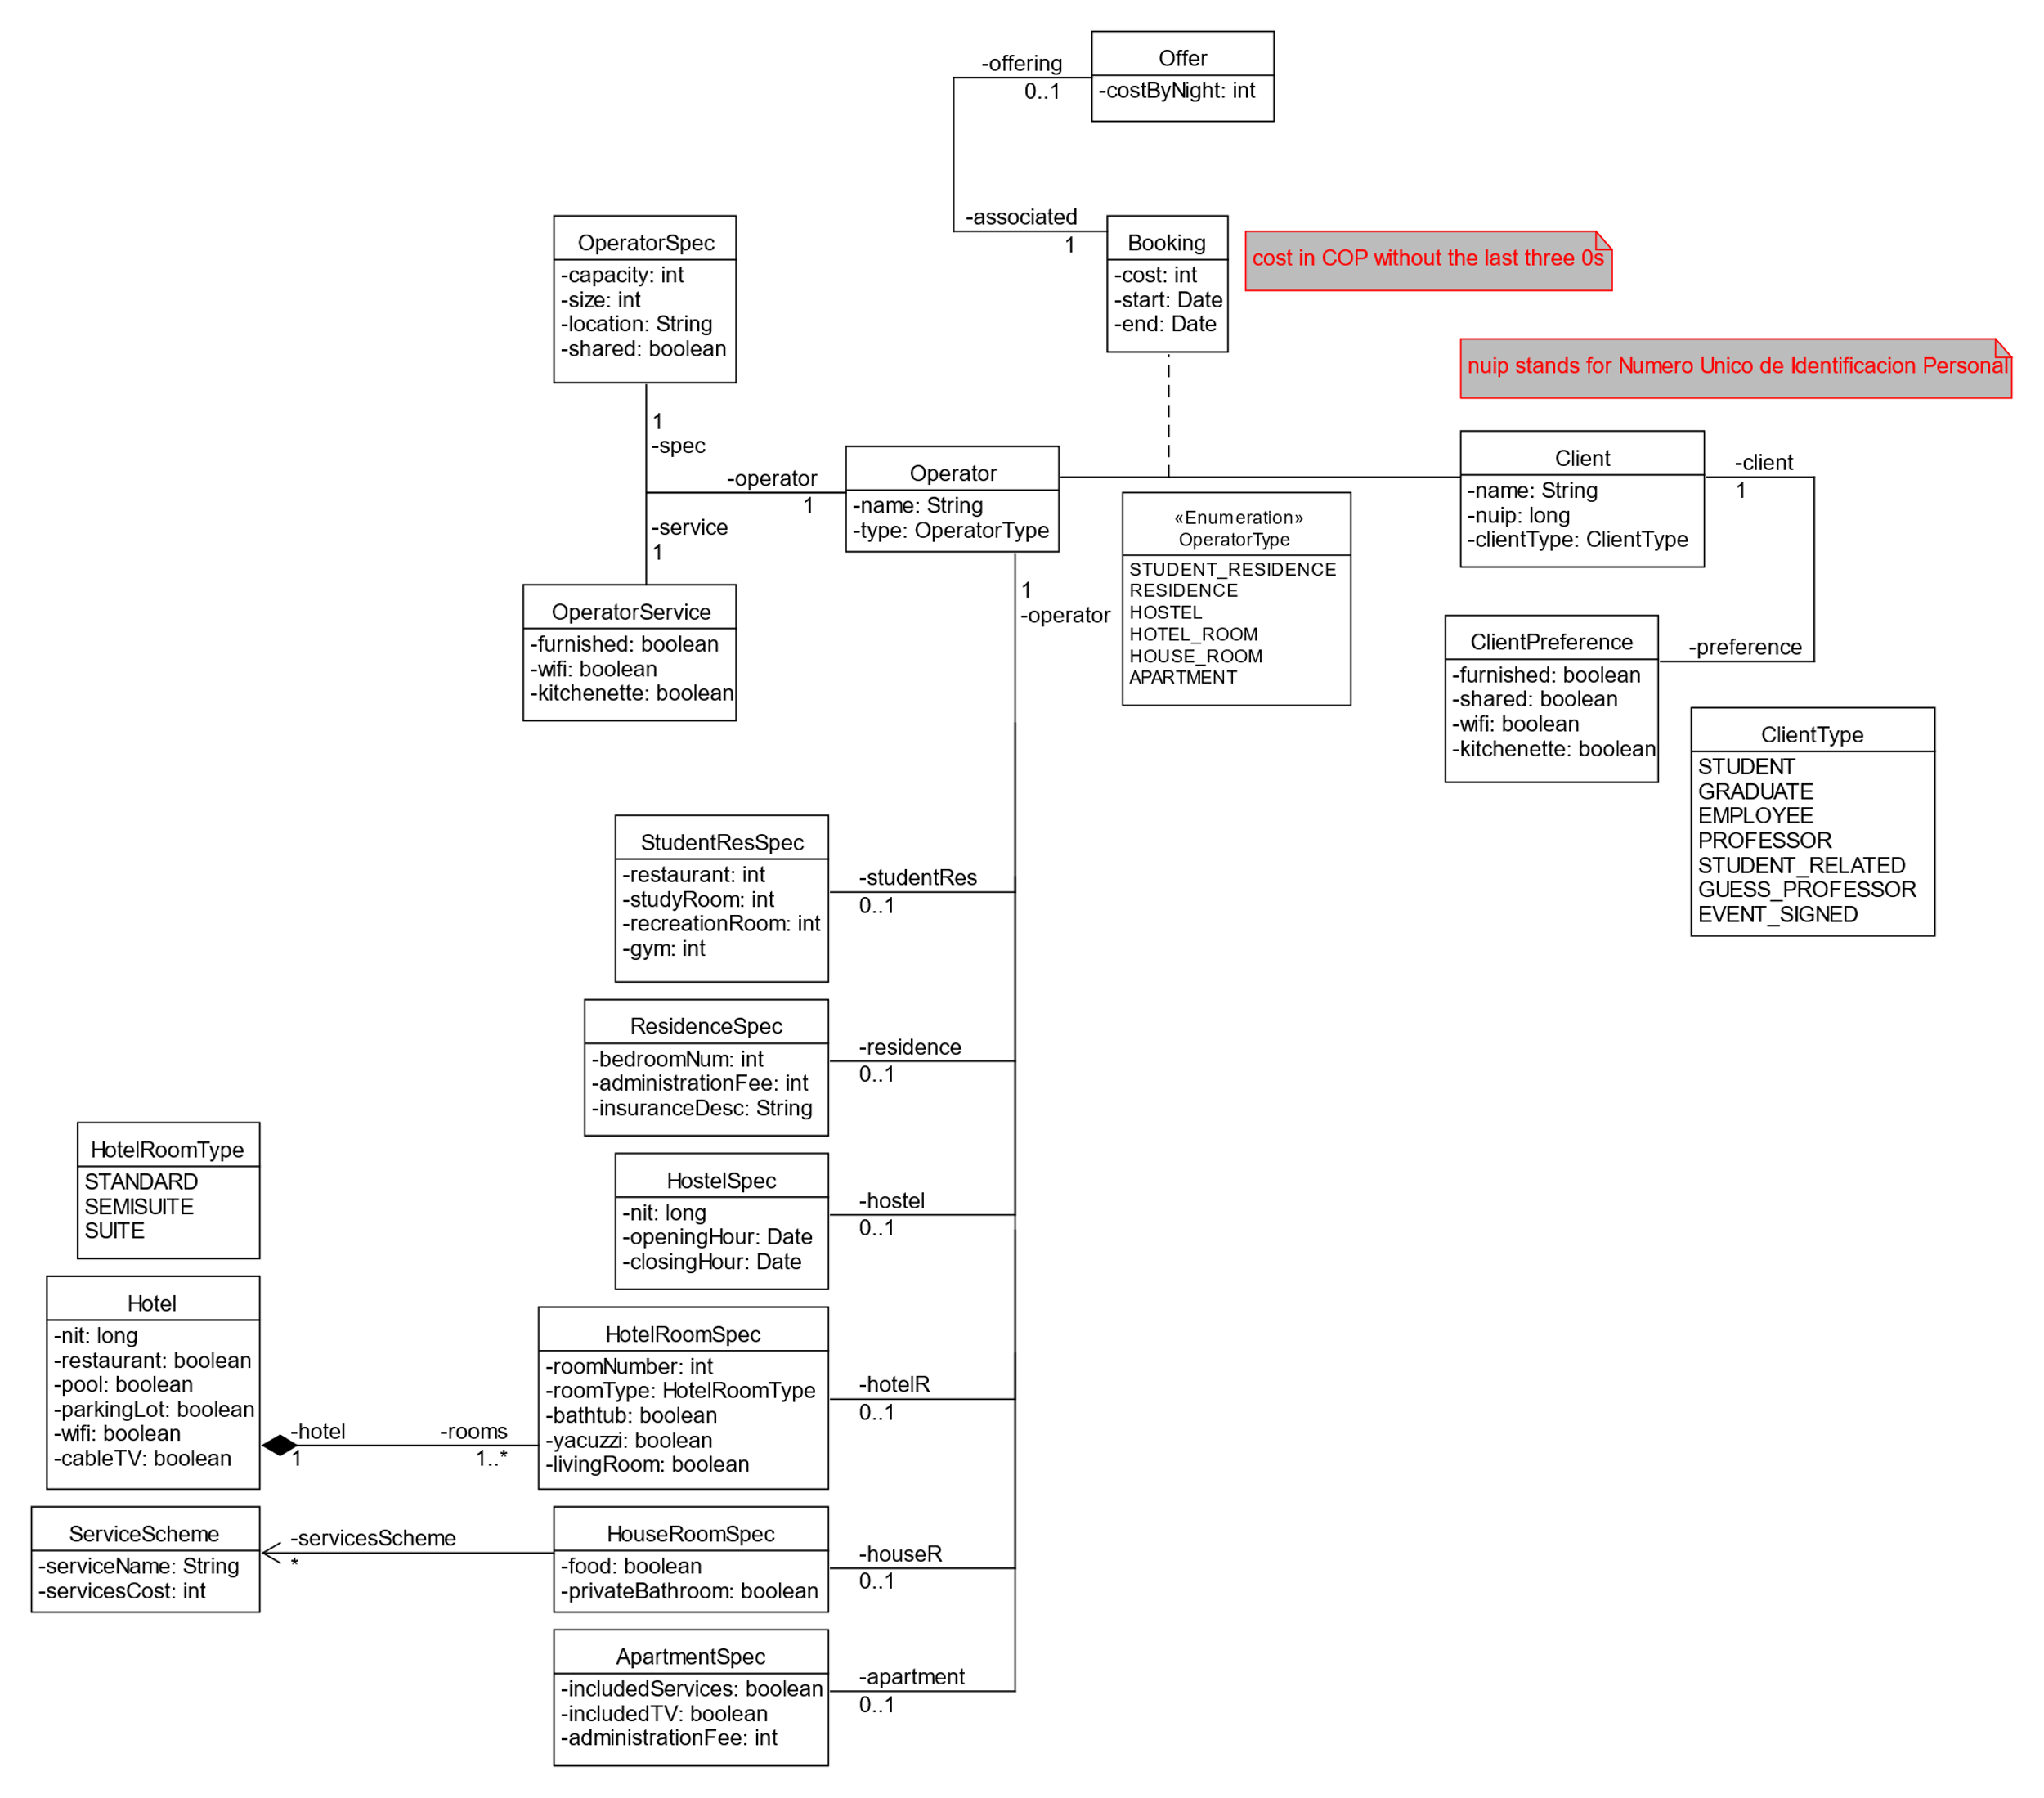 Offer
-costByNight: int
-offering
0..1
-associated
1
Booking
-cost: int
-start: Date
-end: Date
cost in COP without the last three 0s
OperatorSpec
-capacity: int
-size: int
-location: String
-shared: boolean
1
-spec
nuip stands for Numero Unico de Identificacion Personal
-operator
1
Operator
-name: String
-type: OperatorType
Client
-name: String
-nuip: long
-clientType: ClientType
-client
1
-service
1
OperatorService
-furnished: boolean
-wifi: boolean
-kitchenette: boolean
1
-operator
«Enumeration»
OperatorType
STUDENT_RESIDENCE
RESIDENCE
HOSTEL
HOTEL_ROOM
HOUSE_ROOM
APARTMENT
ClientPreference
-furnished: boolean
-shared: boolean
-wifi: boolean
-kitchenette: boolean
-preference
ClientType
STUDENT
GRADUATE
EMPLOYEE
PROFESSOR
STUDENT_RELATED
GUESS_PROFESSOR
EVENT_SIGNED
StudentResSpec
-restaurant: int
-studyRoom: int
-recreationRoom: int
-gym: int
-studentRes
0..1
ResidenceSpec
-bedroomNum: int
-administrationFee: int
-insuranceDesc: String
-residence
0..1
HotelRoomType
STANDARD
SEMISUITE
SUITE
HostelSpec
-nit: long
-openingHour: Date
-closingHour: Date
-hostel
0..1
Hotel
-nit: long
-restaurant: boolean
-pool: boolean
-parkingLot: boolean
-wifi: boolean
-cableTV: boolean
-hotel
1
-rooms
1..*
HotelRoomSpec
-roomNumber: int
-roomType: HotelRoomType
-bathtub: boolean
-yacuzzi: boolean
-livingRoom: boolean
-hotelR
0..1
ServiceScheme
-serviceName: String
-servicesCost: int
-servicesScheme
*
HouseRoomSpec
-food: boolean
-privateBathroom: boolean
-houseR
0..1
ApartmentSpec
-includedServices: boolean
-includedTV: boolean
-administrationFee: int
-apartment
0..1